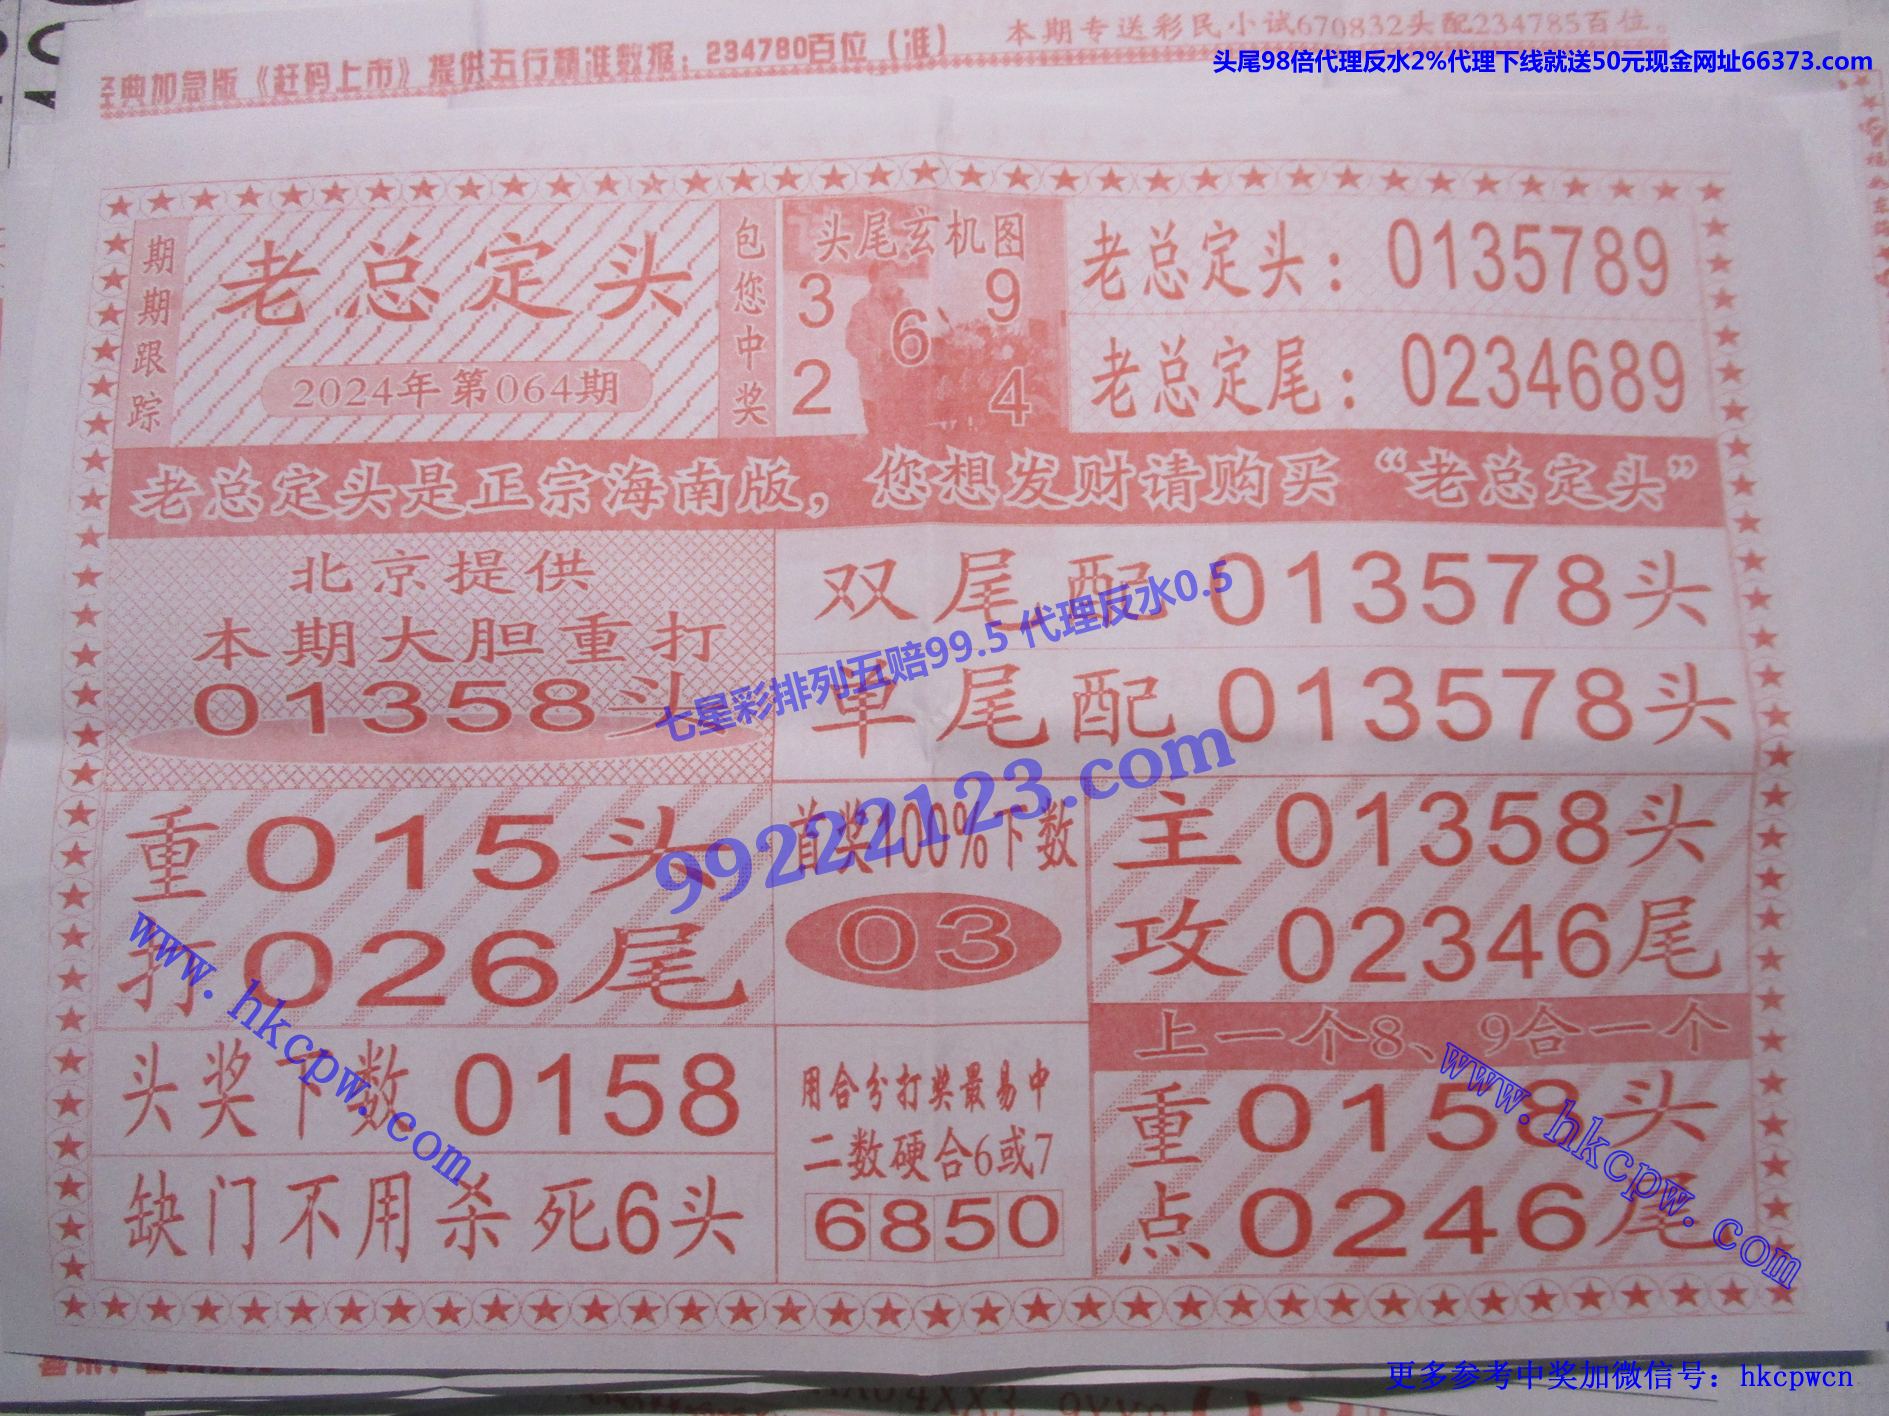 本期专送彩民小试670832头配234785百位。
经典加急版《赶码上市》提供五行精准数据：234780百位（准）
头尾98倍代理反水2%代理下线就送50元现金网址66373.com
期期跟踪
老总定头
2024年第064期
包您中奖
头尾玄机图
3 9
6
2 4
老总定头：0135789
老总定尾：0234689
老总定头是正宗海南版，您想发财请购买“老总定头”
北京提供
本期大胆重打
01358头
双尾配013578头
单尾配013578头
七星彩排列五赔99.5 代理反水0.5
99222123.com
重015头
打026尾
首奖100%下数
03
主01358头
攻02346尾
www.hkcpw.com
上一个8、9合一个
头奖下数0158
缺门不用杀死6头
用合分打奖最易中
二数硬合6或7
6850
重0158头
点0246尾
www.hkcpw.com
更多参考中奖加微信号：hkcpwcn